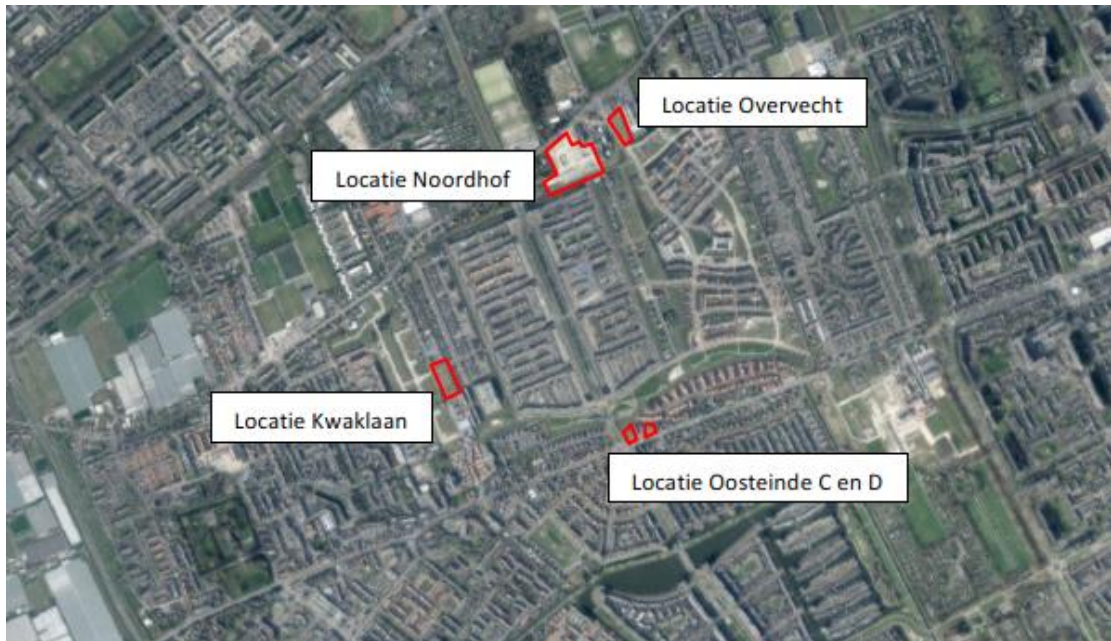 Locatie Overvecht
Locatie Noordhof
Locatie Kwaklaan
Locatie Oosteinde C en D